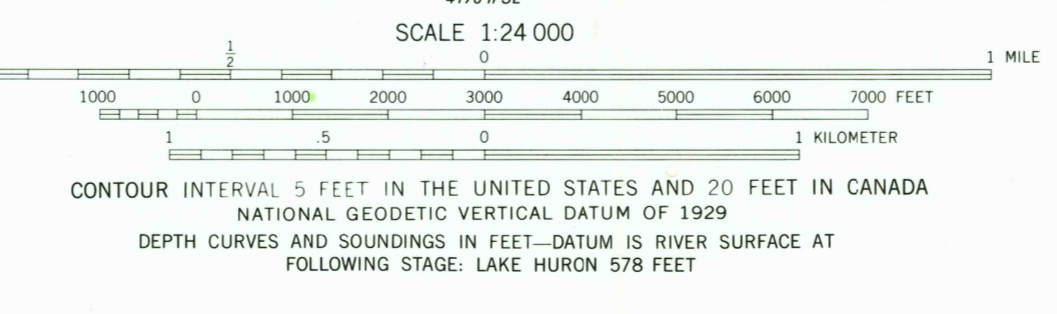 SCALE 1:24 000
1/2 0 1 MILE
1000 0 1000 2000 3000 4000 5000 6000 7000 FEET
1 .5 0 1 KILOMETER
CONTOUR INTERVAL 5 FEET IN THE UNITED STATES AND 20 FEET IN CANADA
NATIONAL GEODETIC VERTICAL DATUM OF 1929
DEPTH CURVES AND SOUNDINGS IN FEET—DATUM IS RIVER SURFACE AT
FOLLOWING STAGE: LAKE HURON 578 FEET